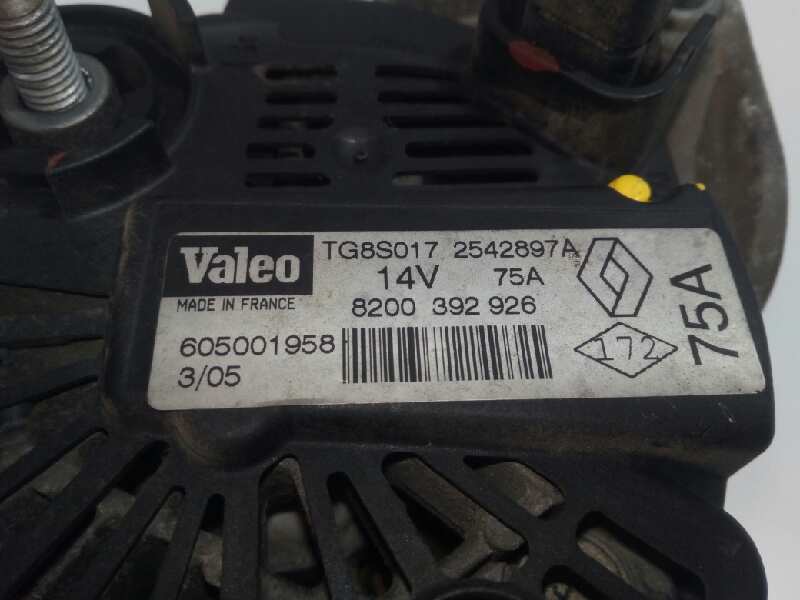 Valeo
MADE IN FRANCE
TG8S017 2542897A
14V 75A
8200 392 926
605001958
3/05
172
75A